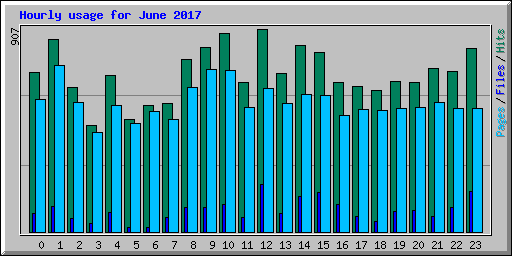 Hourly usage for June 2017
907
Pages/Files/Hits
0 1 2 3 4 5 6 7 8 9 10 11 12 13 14 15 16 17 18 19 20 21 22 23